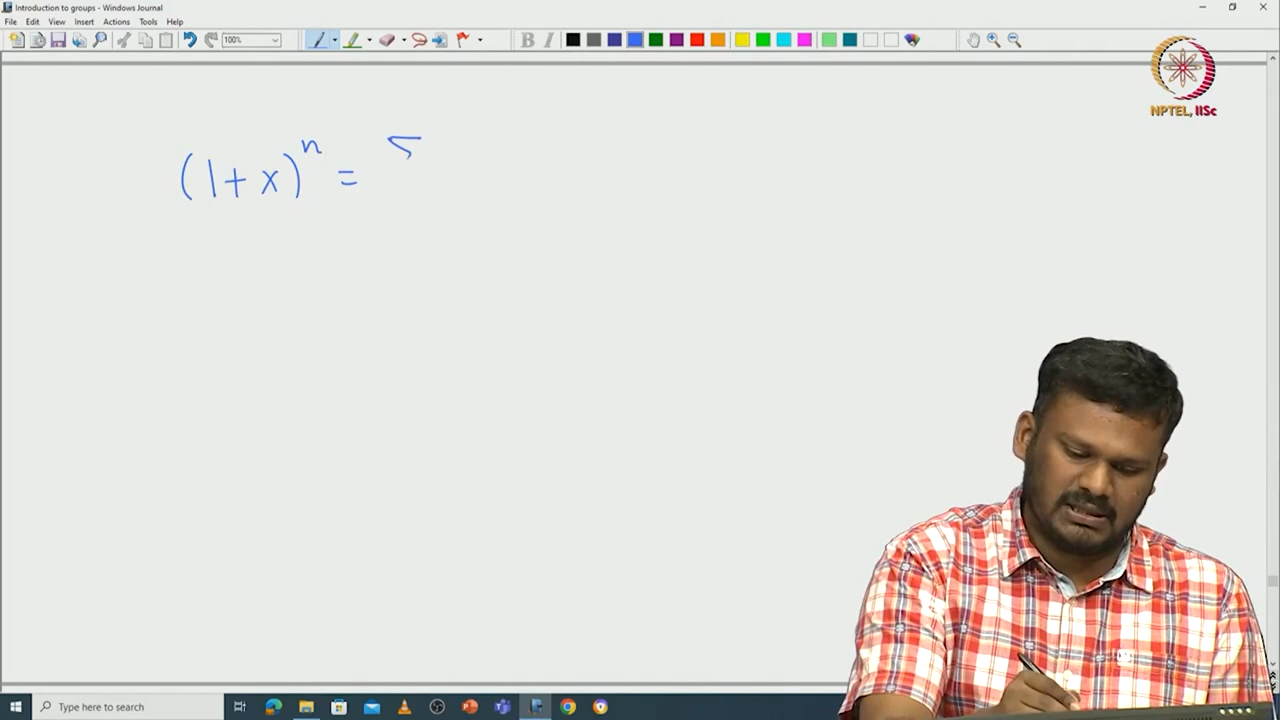 Introduction to groups - Windows Journal
File Edit View Insert Actions Tools Help
100%
B I
NPTEL, IISc
(1+x)^n =
Type here to search